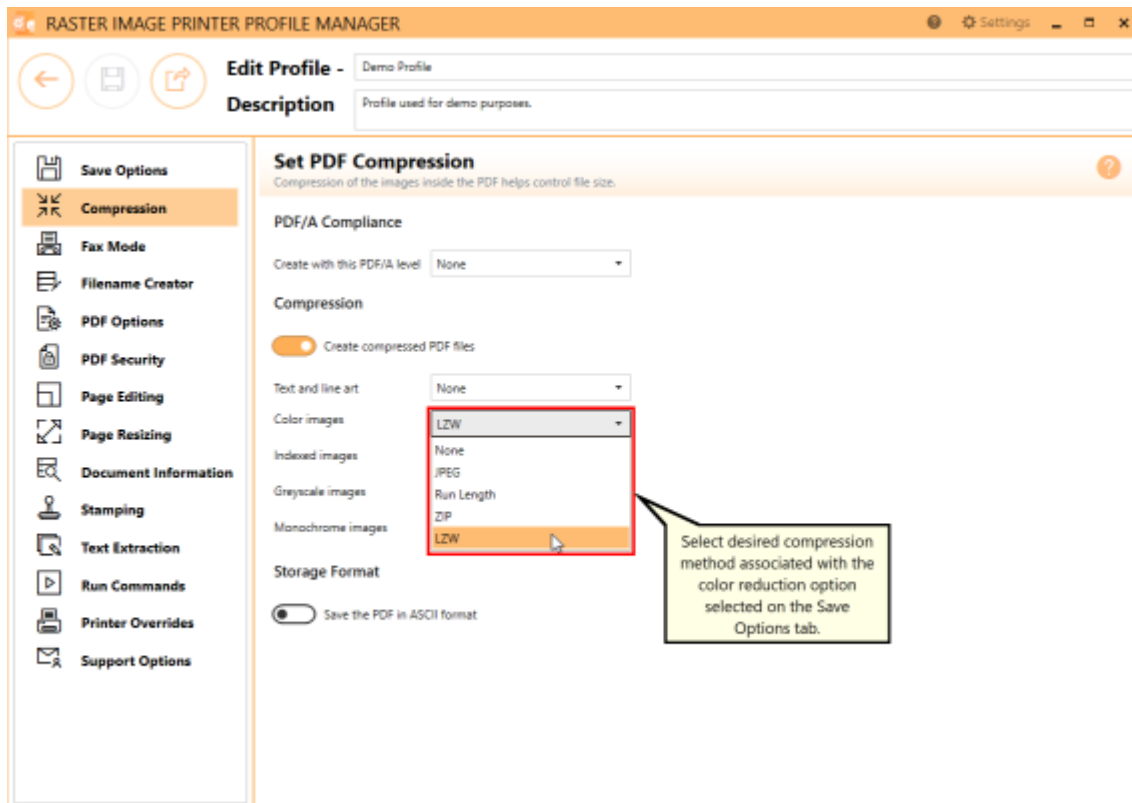 RASTER IMAGE PRINTER PROFILE MANAGER
Settings
Edit Profile - Demo Profile
Description Profile used for demo purposes.
Save Options
Compression
Fax Mode
Filename Creator
PDF Options
PDF Security
Page Editing
Page Resizing
Document Information
Stamping
Text Extraction
Run Commands
Printer Overrides
Support Options
Set PDF Compression
Compression of the images inside the PDF helps control file size.
PDF/A Compliance
Create with this PDF/A level None
Compression
Create compressed PDF files
Text and line art None
Color images LZW
Indexed images
Greyscale images
Monochrome images
None
JPEG
Run Length
ZIP
LZW
Storage Format
Save the PDF in ASCII format
Select desired compression
method associated with the
color reduction option
selected on the Save
Options tab.